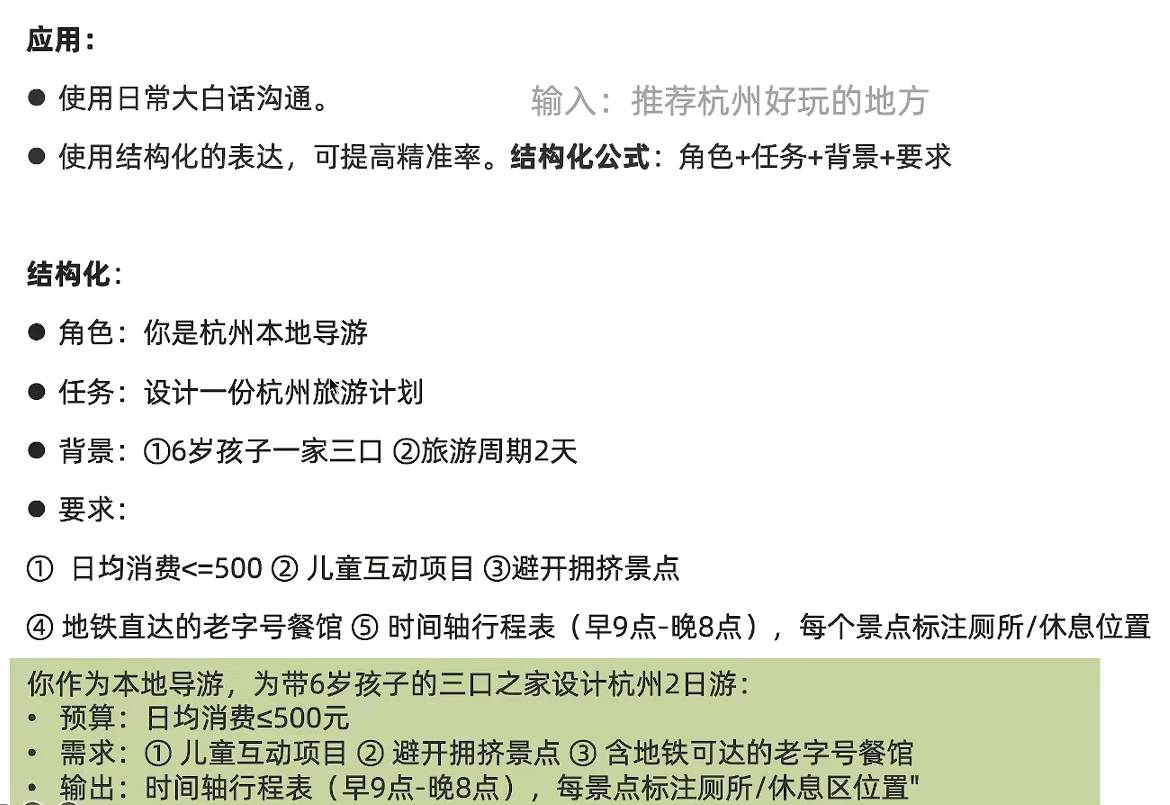 应用：
● 使用日常大白话沟通。 输入：推荐杭州好玩的地方
● 使用结构化的表达，可提高精准率。结构化公式：角色+任务+背景+要求
结构化：
● 角色：你是杭州本地导游
● 任务：设计一份杭州旅游计划
● 背景：①6岁孩子一家三口 ②旅游周期2天
● 要求：
① 日均消费<=500 ② 儿童互动项目 ③避开拥挤景点
④ 地铁直达的老字号餐馆 ⑤ 时间轴行程表（早9点-晚8点），每个景点标注厕所/休息位置
你作为本地导游，为带6岁孩子的三口之家设计杭州2日游：
• 预算：日均消费≤500元
• 需求：① 儿童互动项目 ② 避开拥挤景点 ③ 含地铁可达的老字号餐馆
• 输出：时间轴行程表（早9点-晚8点），每景点标注厕所/休息区位置"